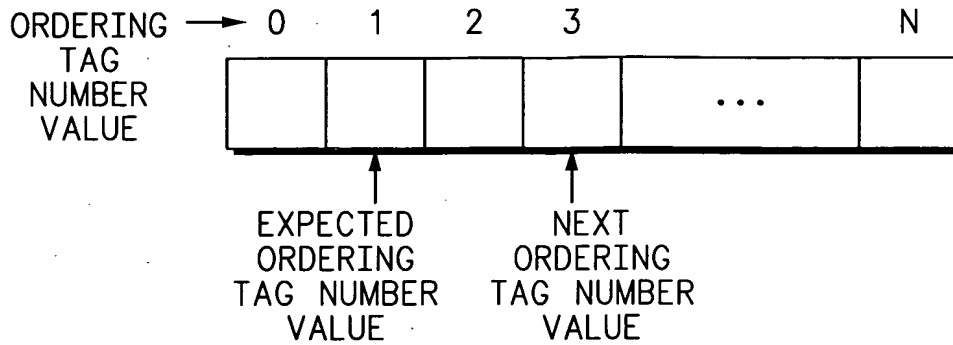 ORDERING
TAG
NUMBER
VALUE
0 1 2 3 N
...
EXPECTED
ORDERING
TAG NUMBER
VALUE
NEXT
ORDERING
TAG NUMBER
VALUE